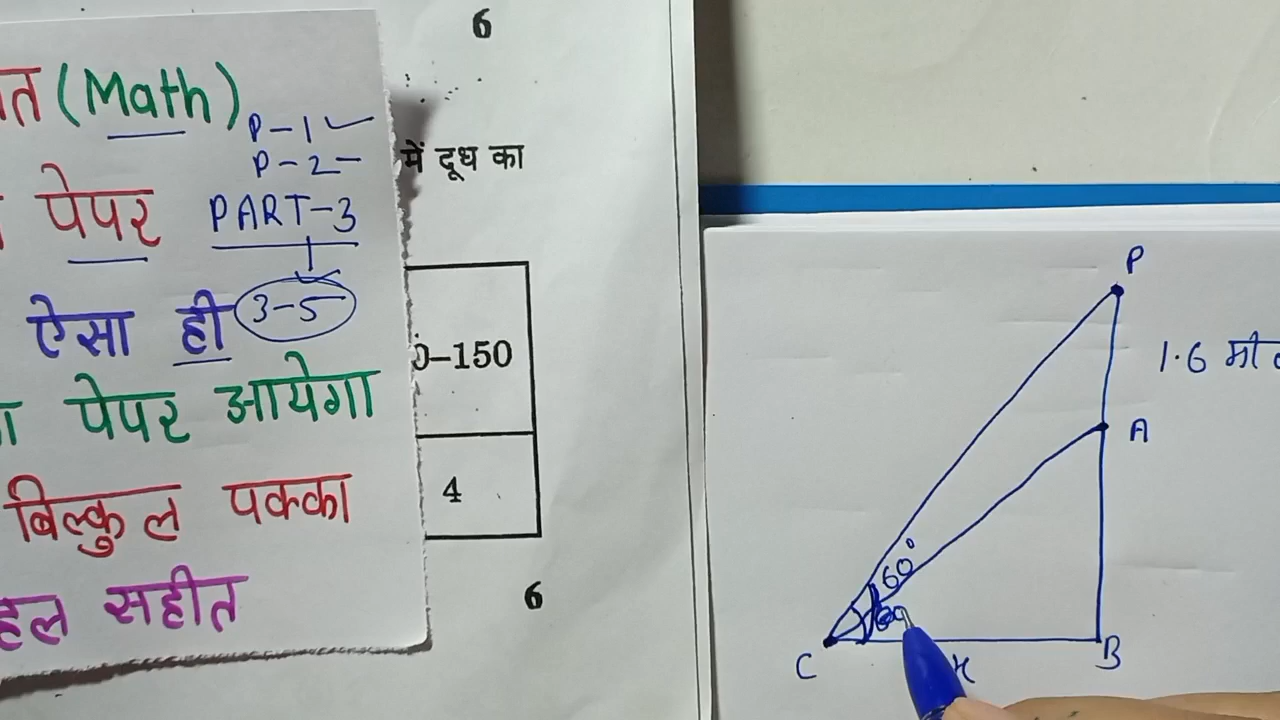 6
त (Math)
P-1
P-2-
में दूध का
पेपर PART-3
ऐसा ही 3-5
0-150
पेपर आयेगा
4
बिल्कुल पक्का
6
हल सहीत
P
1.6 मी
A
60°
C
B